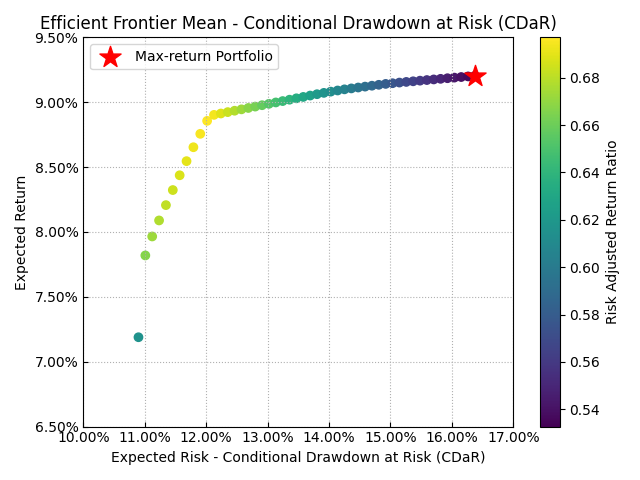 Efficient Frontier Mean - Conditional Drawdown at Risk (CDaR)
Max-return Portfolio
9.50%
9.00%
8.50%
8.00%
7.50%
7.00%
6.50%
Expected Return
10.00% 11.00% 12.00% 13.00% 14.00% 15.00% 16.00% 17.00%
Expected Risk - Conditional Drawdown at Risk (CDaR)
0.68
0.66
0.64
0.62
0.60
0.58
0.56
0.54
Risk Adjusted Return Ratio